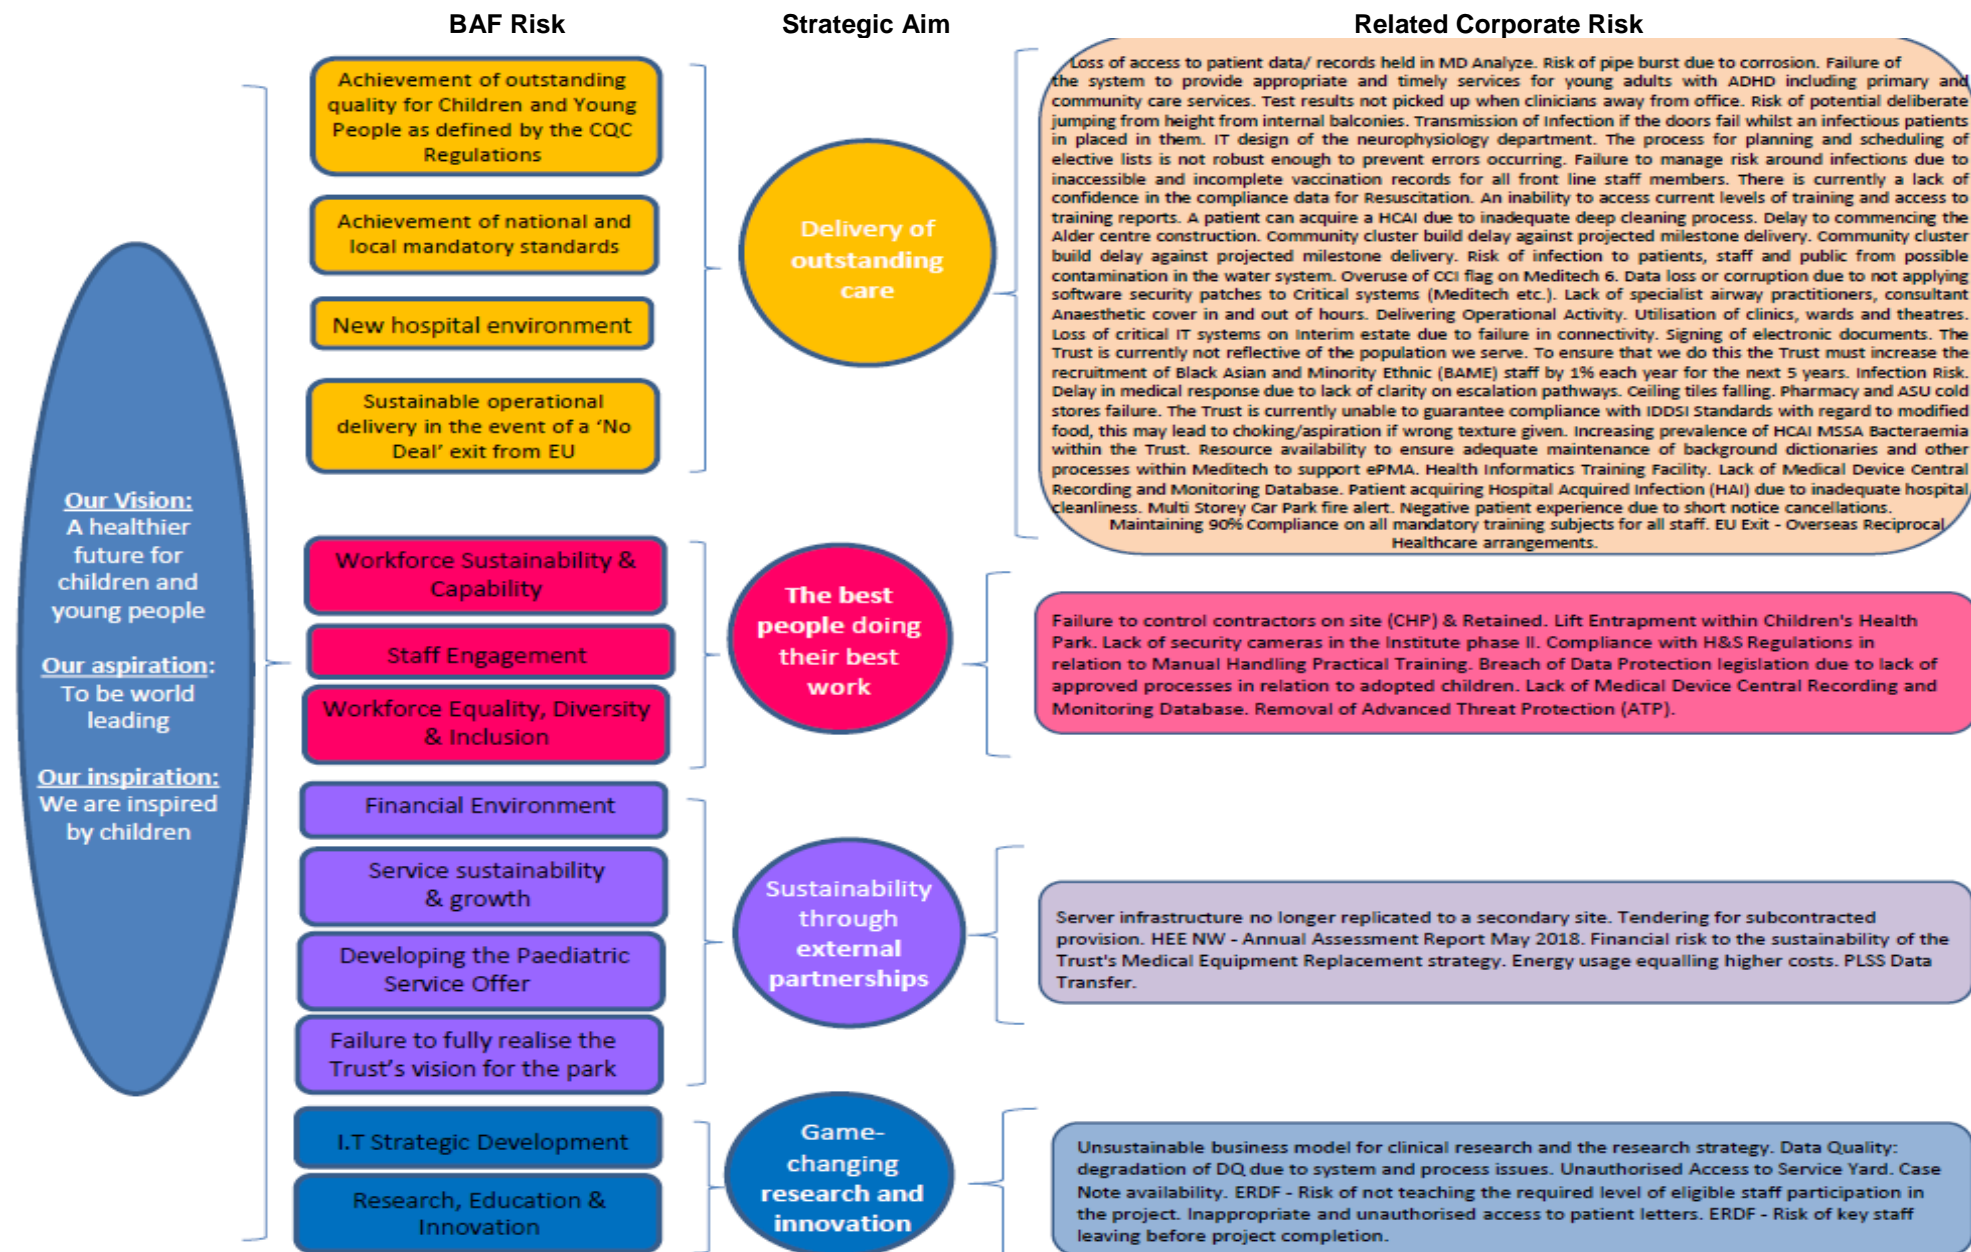 BAF Risk
Strategic Aim
Related Corporate Risk
Our Vision:
A healthier
future for
children and
young people
Our aspiration:
To be world
leading
Our inspiration:
We are inspired
by children
Achievement of outstanding
quality for Children and Young
People as defined by the CQC
Regulations
Achievement of national and
local mandatory standards
New hospital environment
Sustainable operational
delivery in the event of a ‘No
Deal’ exit from EU
Delivery of
outstanding
care
Loss of access to patient data/ records held in MD Analyze. Risk of pipe burst due to corrosion. Failure of
the system to provide appropriate and timely services for young adults with ADHD including primary and
community care services. Test results not picked up when clinicians away from office. Risk of potential deliberate
jumping from height from internal balconies. Transmission of Infection if the doors fail whilst an infectious patients
in placed in them. IT design of the neurophysiology department. The process for planning and scheduling of
elective lists is not robust enough to prevent errors occurring. Failure to manage risk around infections due to
inaccessible and incomplete vaccination records for all front line staff members. There is currently a lack of
confidence in the compliance data for Resuscitation. An inability to access current levels of training and access to
training reports. A patient can acquire a HCAI due to inadequate deep cleaning process. Delay to commencing the
Alder centre construction. Community cluster build delay against projected milestone delivery. Community cluster
build delay against projected milestone delivery. Risk of infection to patients, staff and public from possible
contamination in the water system. Overuse of CCI flag on Meditech 6. Data loss or corruption due to not applying
software security patches to Critical systems (Meditech etc.). Lack of specialist airway practitioners, consultant
Anaesthetic cover in and out of hours. Delivering Operational Activity. Utilisation of clinics, wards and theatres.
Loss of critical IT systems on Interim estate due to failure in connectivity. Signing of electronic documents. The
Trust is currently not reflective of the population we serve. To ensure that we do this the Trust must increase the
recruitment of Black Asian and Minority Ethnic (BAME) staff by 1% each year for the next 5 years. Infection Risk.
Delay in medical response due to lack of clarity on escalation pathways. Ceiling tiles falling. Pharmacy and ASU cold
stores failure. The Trust is currently unable to guarantee compliance with IDDSI Standards with regard to modified
food, this may lead to choking/aspiration if wrong texture given. Increasing prevalence of HCAI MSSA Bacteraemia
within the Trust. Resource availability to ensure adequate maintenance of background dictionaries and other
processes within Meditech to support ePMA. Health Informatics Training Facility. Lack of Medical Device Central
Recording and Monitoring Database. Patient acquiring Hospital Acquired Infection (HAI) due to inadequate hospital
cleanliness. Multi Storey Car Park fire alert. Negative patient experience due to short notice cancellations.
Maintaining 90% Compliance on all mandatory training subjects for all staff. EU Exit - Overseas Reciprocal
Healthcare arrangements.
Workforce Sustainability &
Capability
Staff Engagement
Workforce Equality, Diversity
& Inclusion
The best
people doing
their best
work
Failure to control contractors on site (CHP) & Retained. Lift Entrapment within Children's Health
Park. Lack of security cameras in the Institute phase II. Compliance with H&S Regulations in
relation to Manual Handling Practical Training. Breach of Data Protection legislation due to lack of
approved processes in relation to adopted children. Lack of Medical Device Central Recording and
Monitoring Database. Removal of Advanced Threat Protection (ATP).
Financial Environment
Service sustainability
& growth
Developing the Paediatric
Service Offer
Failure to fully realise the
Trust’s vision for the park
Sustainability
through
external
partnerships
Server infrastructure no longer replicated to a secondary site. Tendering for subcontracted
provision. HEE NW - Annual Assessment Report May 2018. Financial risk to the sustainability of the
Trust's Medical Equipment Replacement strategy. Energy usage equalling higher costs. PLSS Data
Transfer.
I.T Strategic Development
Research, Education &
Innovation
Game-
changing
research and
innovation
Unsustainable business model for clinical research and the research strategy. Data Quality:
degradation of DQ due to system and process issues. Unauthorised Access to Service Yard. Case
Note availability. ERDF - Risk of not teaching the required level of eligible staff participation in
the project. Inappropriate and unauthorised access to patient letters. ERDF - Risk of key staff
leaving before project completion.